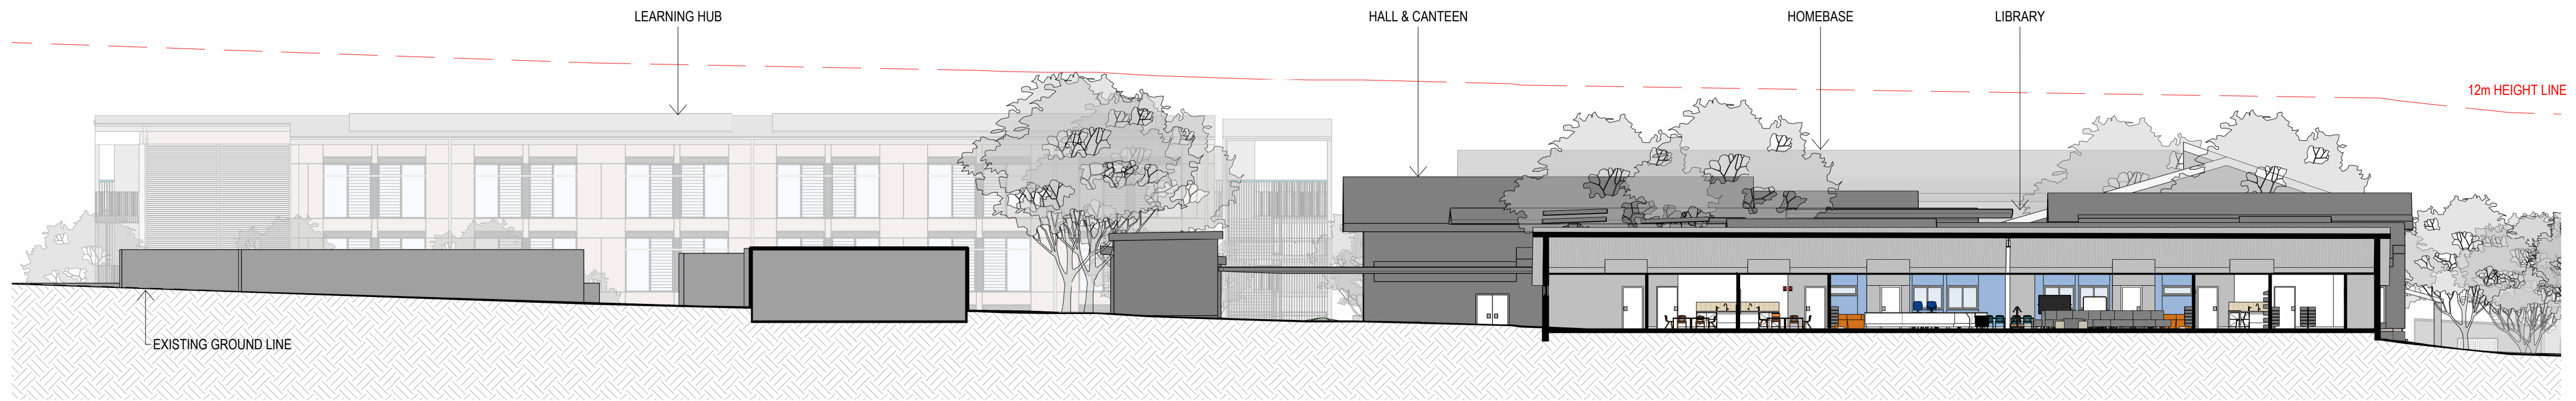 LEARNING HUB
HALL & CANTEEN
HOMEBASE
LIBRARY
12m HEIGHT LINE
EXISTING GROUND LINE